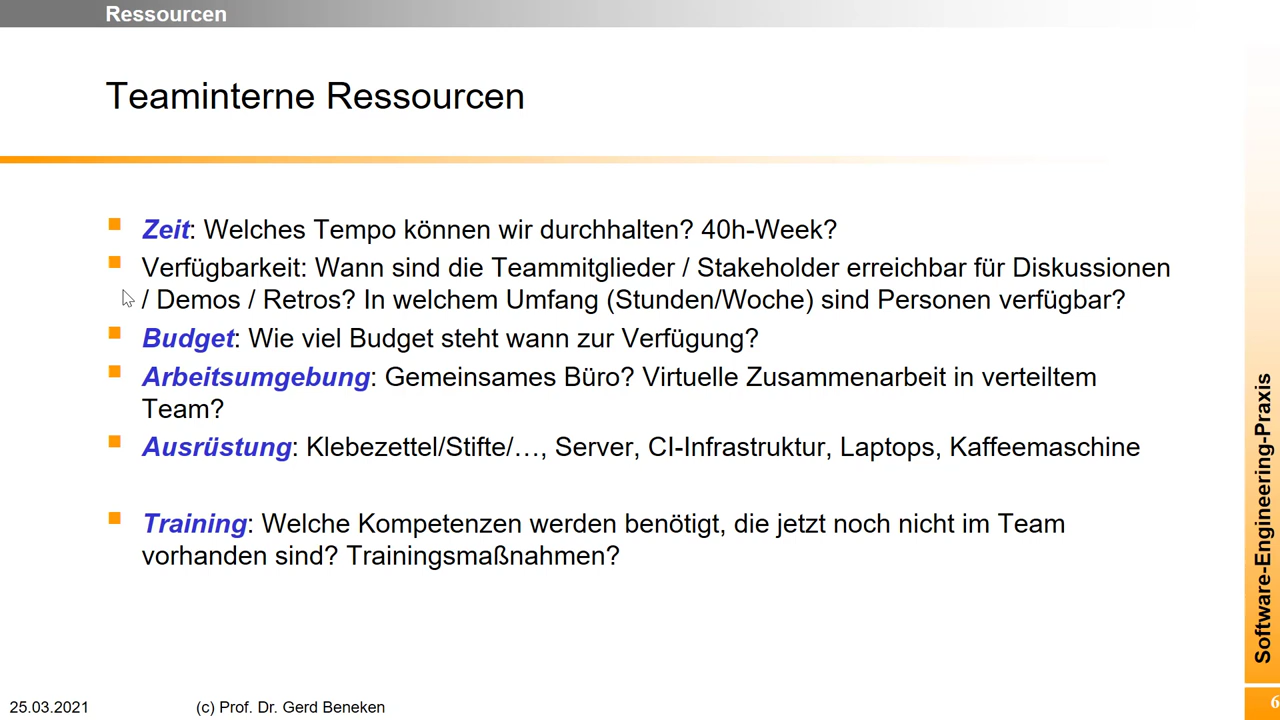 Ressourcen
Teaminterne Ressourcen
Zeit: Welches Tempo können wir durchhalten? 40h-Week?
Verfügbarkeit: Wann sind die Teammitglieder / Stakeholder erreichbar für Diskussionen
/ Demos / Retros? In welchem Umfang (Stunden/Woche) sind Personen verfügbar?
Budget: Wie viel Budget steht wann zur Verfügung?
Arbeitsumgebung: Gemeinsames Büro? Virtuelle Zusammenarbeit in verteiltem
Team?
Ausrüstung: Klebezettel/Stifte/…, Server, CI-Infrastruktur, Laptops, Kaffeemaschine
Training: Welche Kompetenzen werden benötigt, die jetzt noch nicht im Team
vorhanden sind? Trainingsmaßnahmen?
Software-Engineering-Praxis
25.03.2021
(c) Prof. Dr. Gerd Beneken